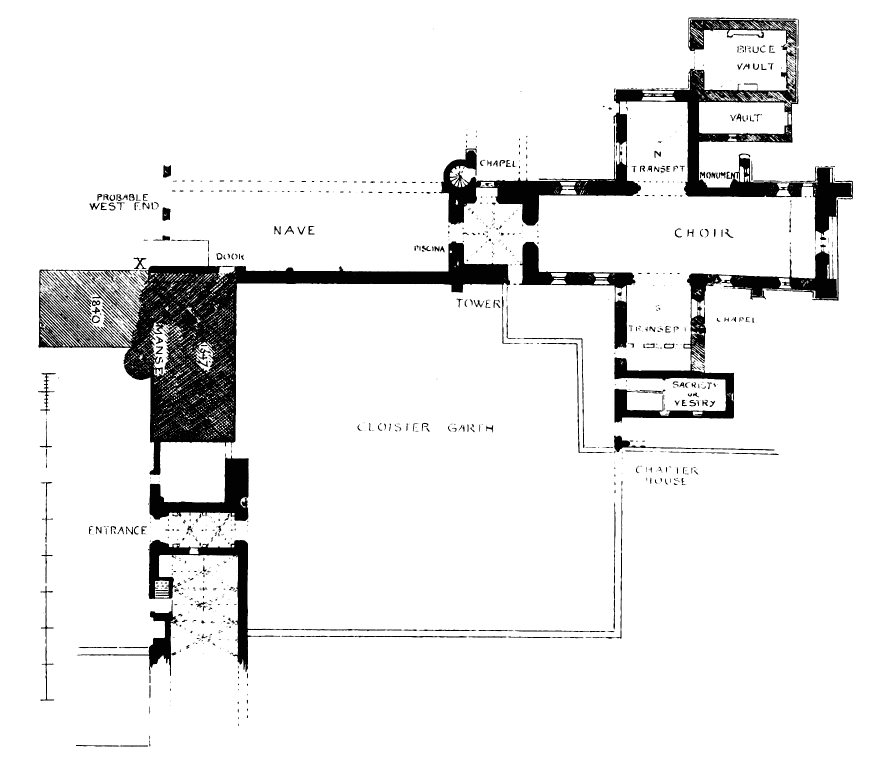 BRUCE
VAULT
VAULT
CHAPEL
N
TRANSEPT
MONUMENT
PROBABLE
WEST END
NAVE
CHOIR
PISCINA
X
DOOR
TOWER
1840
MANSE
S
TRANSEPT
CHAPEL
SACRISTY
OR
VESTRY
CLOISTER GARTH
CHAPTER
HOUSE
ENTRANCE